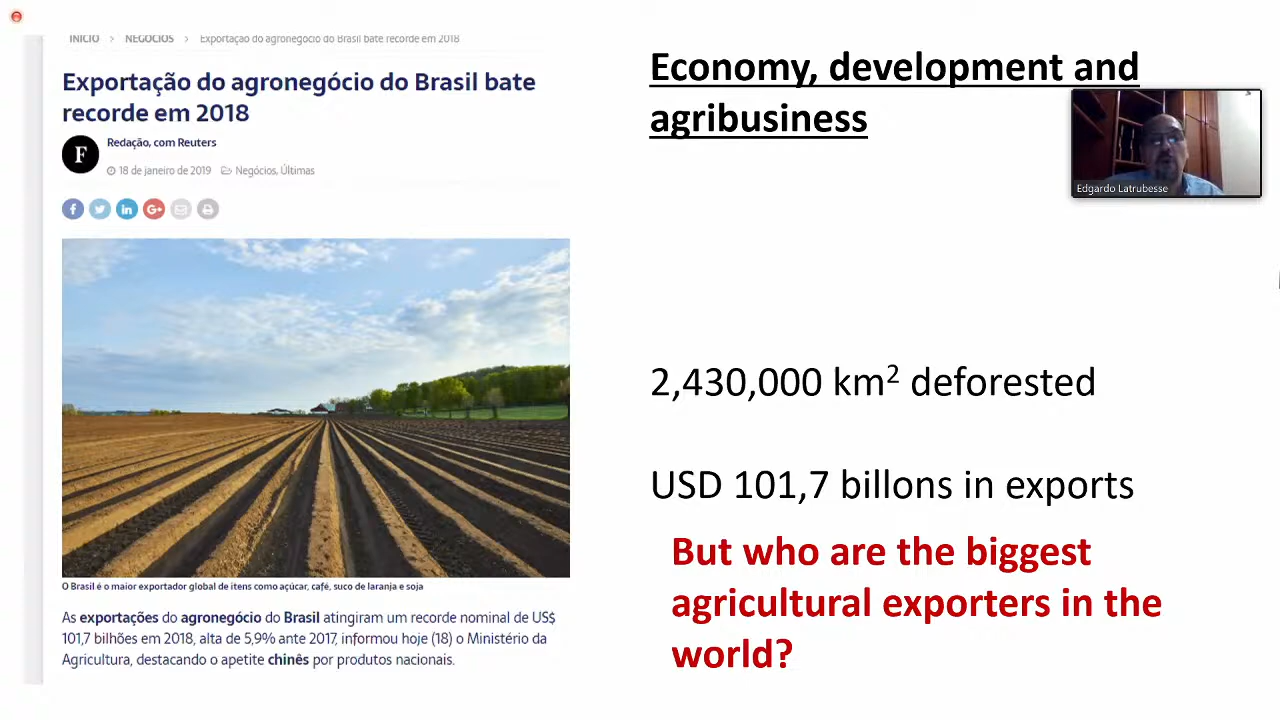 INÍCIO > NEGÓCIOS > Exportação do agronegócio do Brasil bate recorde em 2018
Exportação do agronegócio do Brasil bate
recorde em 2018
F
Redação, com Reuters
18 de janeiro de 2019 Negócios, Últimas
O Brasil é o maior exportador global de itens como açúcar, café, suco de laranja e soja
As exportações do agronegócio do Brasil atingiram um recorde nominal de US$
101,7 bilhões em 2018, alta de 5,9% ante 2017, informou hoje (18) o Ministério da
Agricultura, destacando o apetite chinês por produtos nacionais.
Economy, development and
agribusiness
Edgardo Latrubesse
2,430,000 km² deforested
USD 101,7 billons in exports
But who are the biggest
agricultural exporters in the
world?